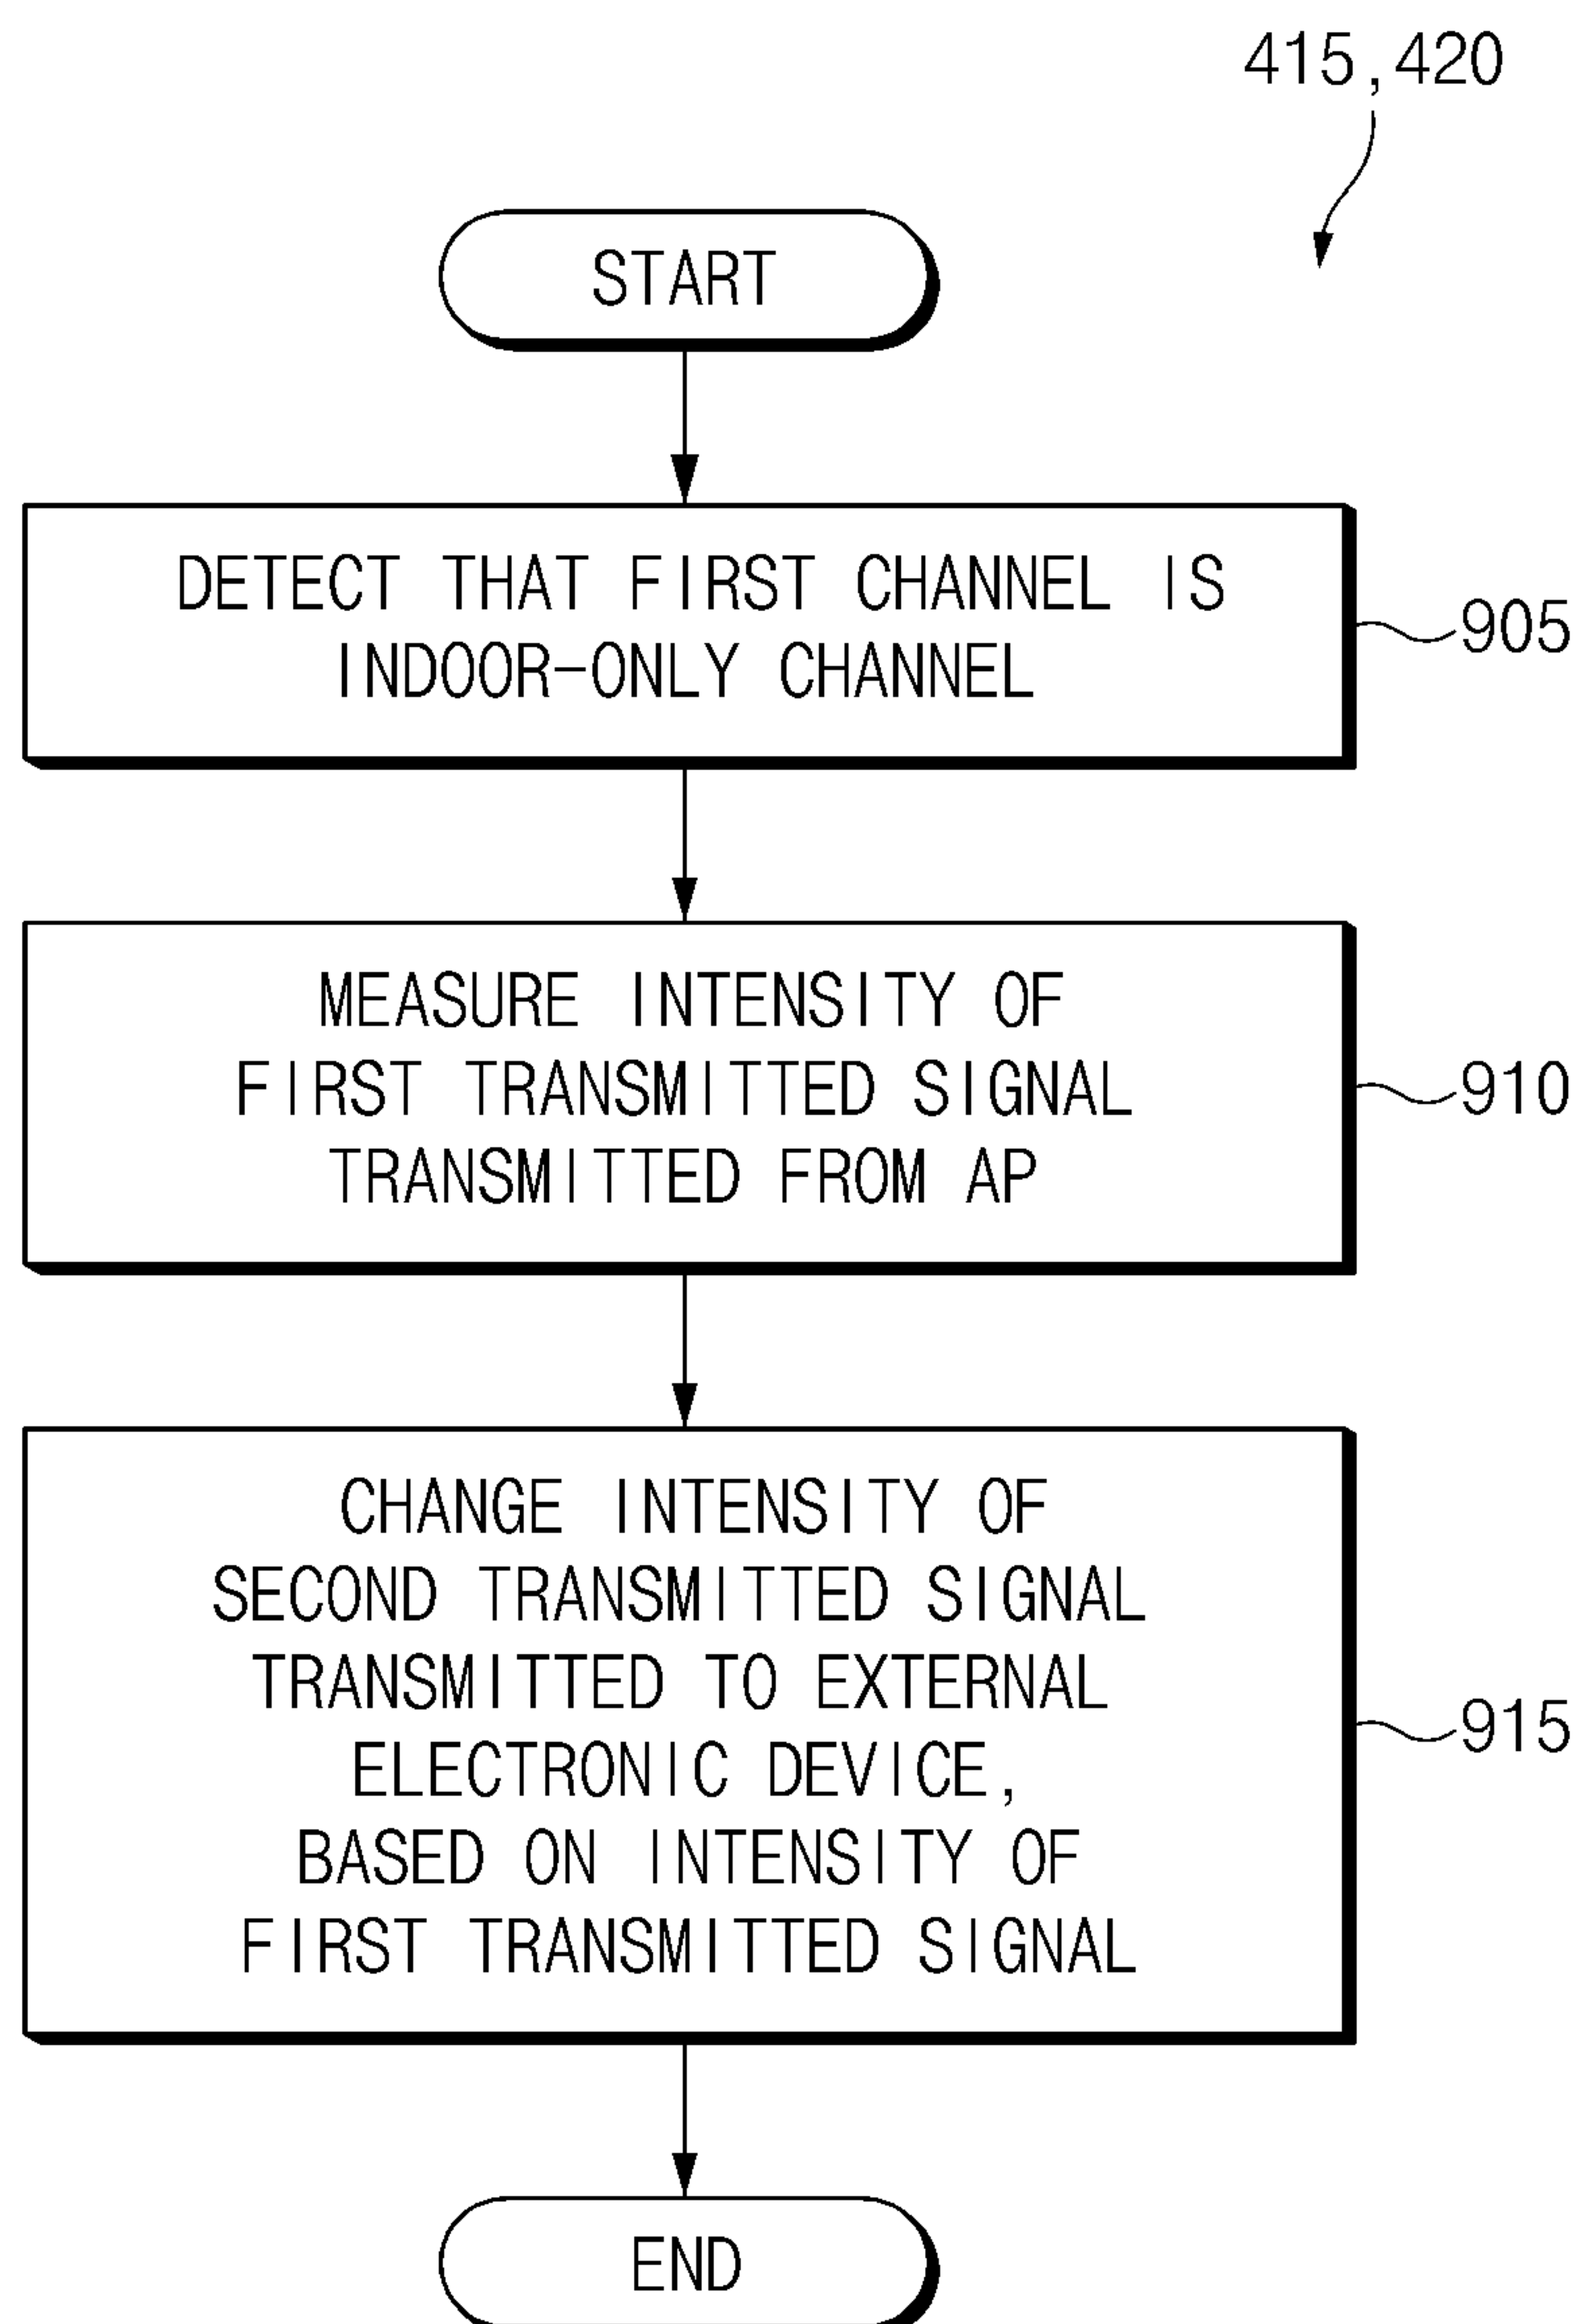 415,420
START
DETECT THAT FIRST CHANNEL IS
INDOOR-ONLY CHANNEL
905
MEASURE INTENSITY OF
FIRST TRANSMITTED SIGNAL
TRANSMITTED FROM AP
910
CHANGE INTENSITY OF
SECOND TRANSMITTED SIGNAL
TRANSMITTED TO EXTERNAL
ELECTRONIC DEVICE,
BASED ON INTENSITY OF
FIRST TRANSMITTED SIGNAL
915
END